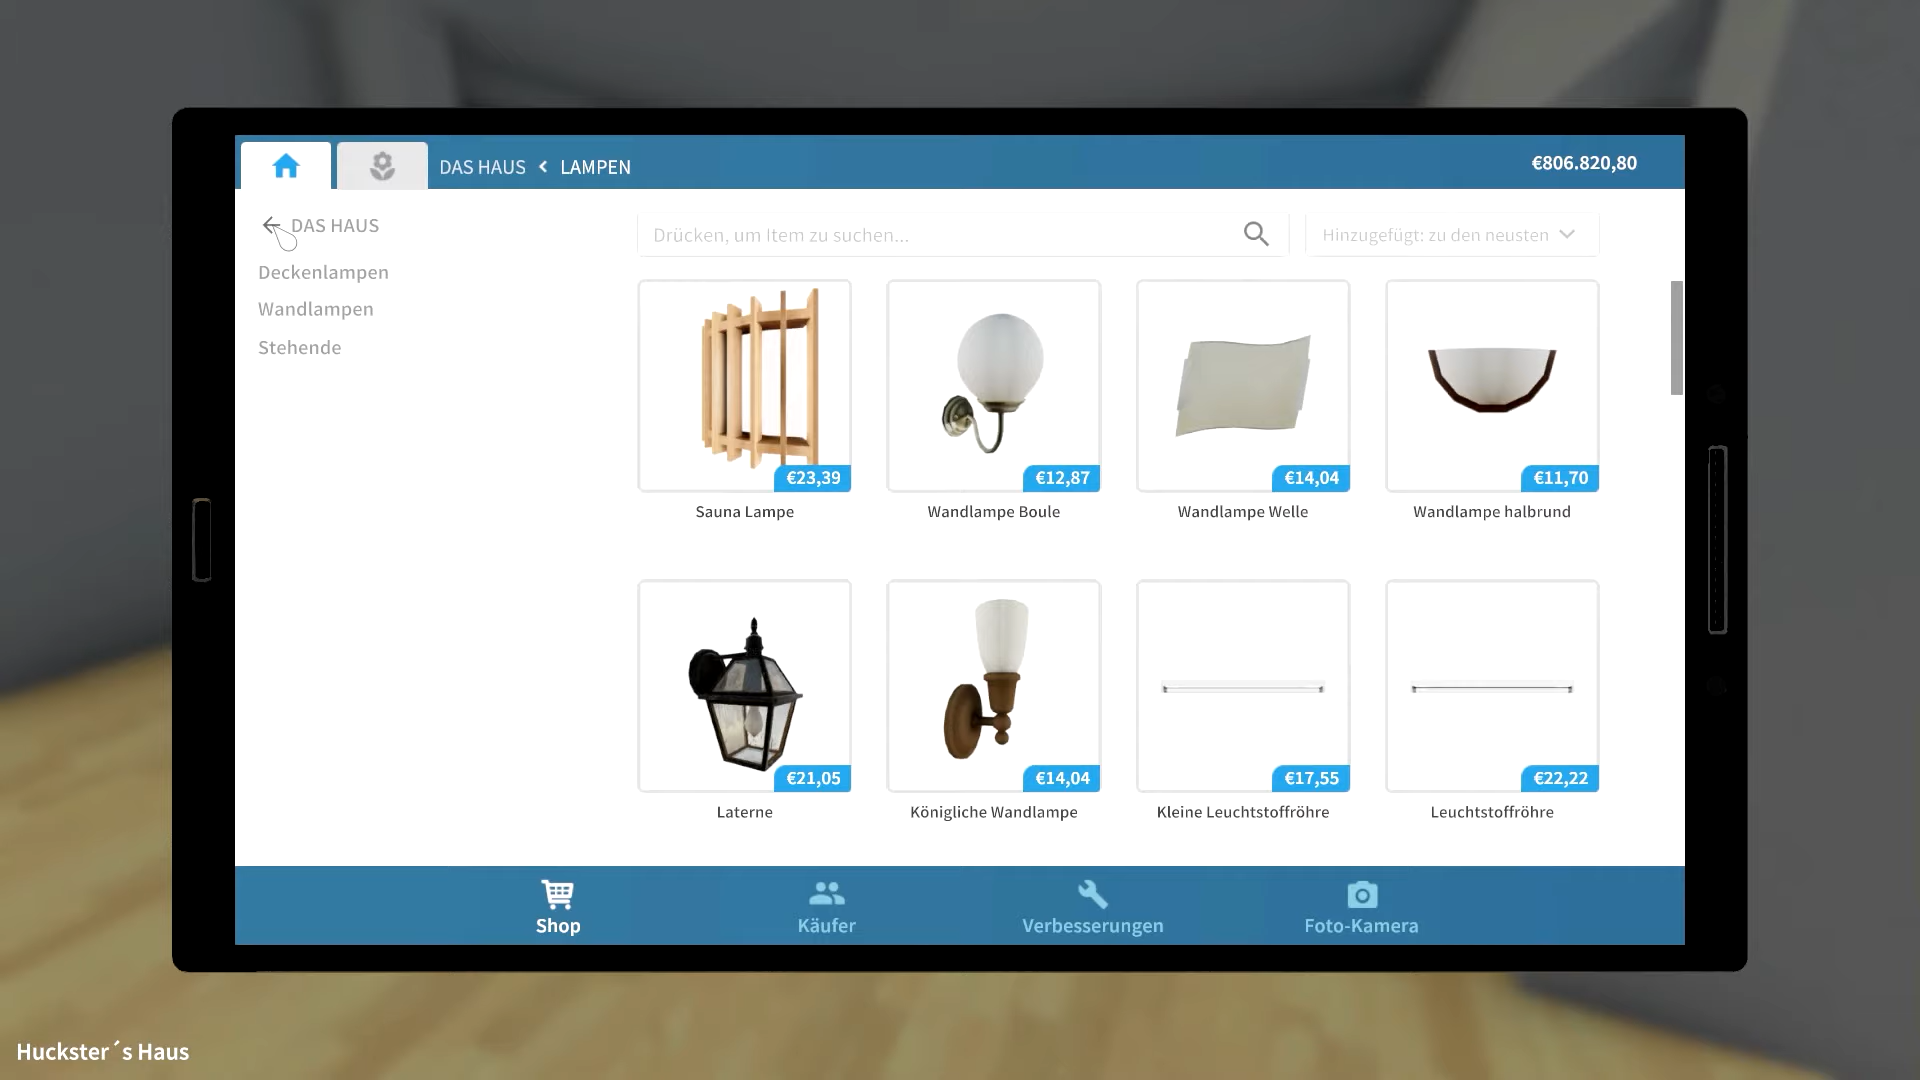 DAS HAUS < LAMPEN
€806.820,80
DAS HAUS
Deckenlampen
Wandlampen
Stehende
Drücken, um Item zu suchen...
Hinzugefügt: zu den neusten
€23,39
€12,87
€14,04
€11,70
Sauna Lampe
Wandlampe Boule
Wandlampe Welle
Wandlampe halbrund
€21,05
€14,04
€17,55
€22,22
Laterne
Königliche Wandlampe
Kleine Leuchtstoffröhre
Leuchtstoffröhre
Shop
Käufer
Verbesserungen
Foto-Kamera
Huckster´s Haus